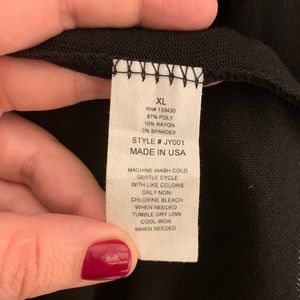 XL
RN# 133430
87% POLY
10% RAYON
3% SPANDEX
STYLE # JY001
MADE IN USA
MACHINE WASH COLD
GENTLE CYCLE
WITH LIKE COLORS
ONLY NON-
CHLORINE BLEACH
WHEN NEEDED
TUMBLE DRY LOW
COOL IRON
WHEN NEEDED